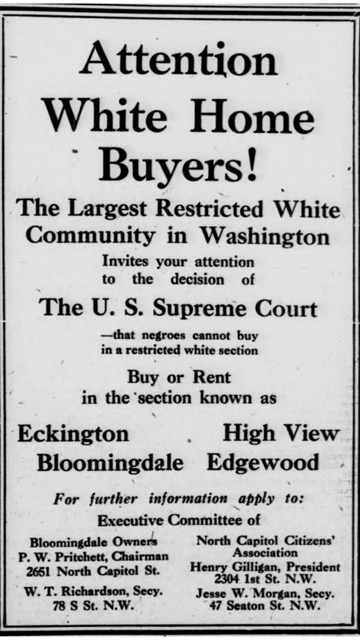 Attention
White Home
Buyers!
The Largest Restricted White
Community in Washington
Invites your attention
to the decision of
The U. S. Supreme Court
—that negroes cannot buy
in a restricted white section
Buy or Rent
in the section known as
Eckington High View
Bloomingdale Edgewood
For further information apply to:
Executive Committee of
Bloomingdale Owners
P. W. Pritchett, Chairman
2651 North Capitol St.
W. T. Richardson, Secy.
78 S St. N.W.
North Capitol Citizens'
Association
Henry Gilligan, President
2304 1st St. N.W.
Jesse W. Morgan, Secy.
47 Seaton St. N.W.